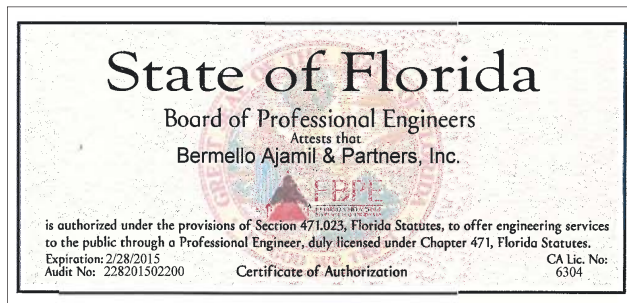 State of Florida
Board of Professional Engineers
Attests that
Bermello Ajamil & Partners, Inc.
FBPE
is authorized under the provisions of Section 471.023, Florida Statutes, to offer engineering services
to the public through a Professional Engineer, duly licensed under Chapter 471, Florida Statutes.
Expiration: 2/28/2015
CA Lic. No:
Audit No: 228201502200
Certificate of Authorization
6304